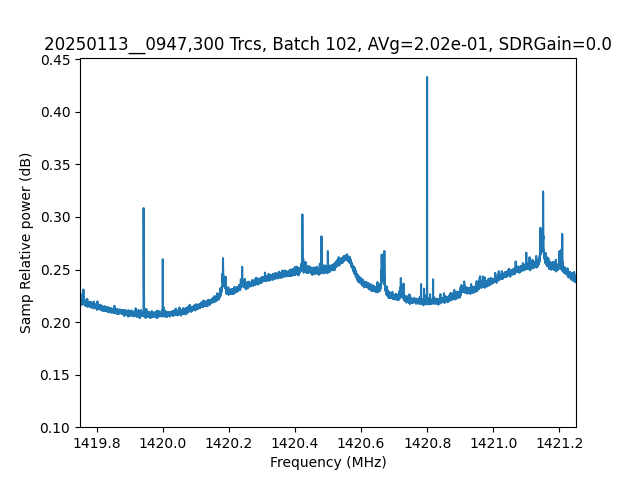 20250113__0947,300 Trcs, Batch 102, AVg=2.02e-01, SDRGain=0.0
0.45
0.40
0.35
0.30
0.25
0.20
0.15
0.10
Samp Relative power (dB)
1419.8 1420.0 1420.2 1420.4 1420.6 1420.8 1421.0 1421.2
Frequency (MHz)